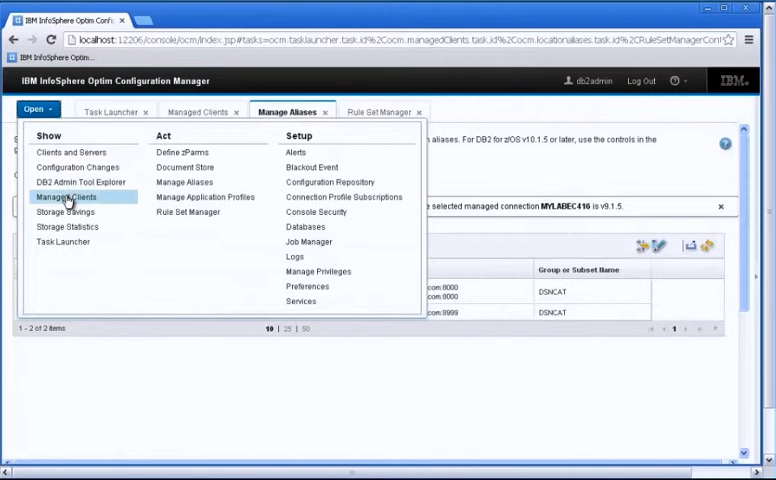 IBM InfoSphere Optim Confi
localhost:12206/console/ocm/index.jsp#tasks=ocm.tasklauncher.task.id%2Cocm.managedClients.task.id%2Cocm.locationaliases.task.id%2CRuleSetManagerCon
IBM InfoSphere Optim...
IBM InfoSphere Optim Configuration Manager
db2admin Log Out ? IBM
Open
Task Launcher × Managed Clients × Manage Aliases × Rule Set Manager ×
Show
Clients and Servers
Configuration Changes
DB2 Admin Tool Explorer
Managed Clients
Storage Savings
Storage Statistics
Task Launcher
Act
Define zParms
Document Store
Manage Aliases
Manage Application Profiles
Rule Set Manager
Setup
Alerts
Blackout Event
Configuration Repository
Connection Profile Subscriptions
Console Security
Databases
Job Manager
Logs
Manage Privileges
Preferences
Services
aliases. For DB2 for z/OS v10.1.5 or later, use the controls in the
e selected managed connection MYLABEC416 is v9.1.5.
Group or Subset Name
com:8000
com:8000
DSNCAT
com:8999 DSNCAT
1 - 2 of 2 items 10 | 25 | 50 1